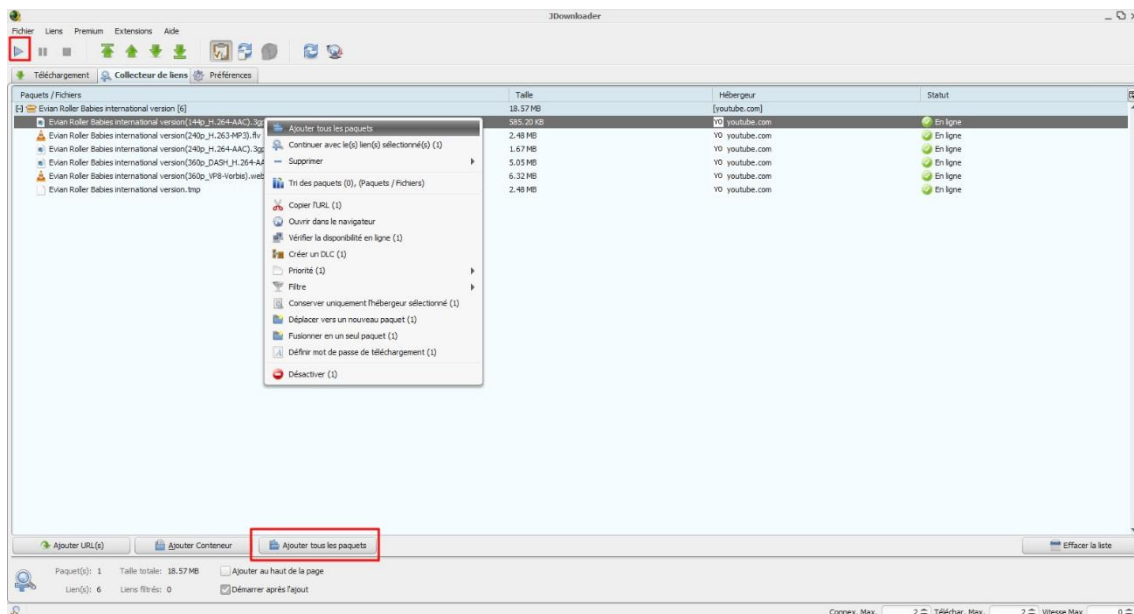 JDownloader
Fichier Liens Premium Extensions Aide
Téléchargement Collecteur de liens Préférences
Paquets / Fichiers Taille Hébergeur Statut
Evian Roller Babies international version [6] 18.57 MB [youtube.com]
Evian Roller Babies international version(144p_H.264-AAC).3gp 585.20 KB YO youtube.com En ligne
Evian Roller Babies international version(240p_H.263-MP3).flv 2.48 MB YO youtube.com En ligne
Evian Roller Babies international version(240p_H.264-AAC).3gp 1.67 MB YO youtube.com En ligne
Evian Roller Babies international version(360p_DASH_H.264-AA 5.05 MB YO youtube.com En ligne
Evian Roller Babies international version(360p_VP8-Vorbis).web 6.32 MB YO youtube.com En ligne
Evian Roller Babies international version.tmp 2.48 MB YO youtube.com En ligne
Ajouter tous les paquets
Continuer avec le(s) lien(s) sélectionné(s) (1)
Supprimer
Tri des paquets (0), (Paquets / Fichiers)
Copier l'URL (1)
Ouvrir dans le navigateur
Vérifier la disponibilité en ligne (1)
Créer un DLC (1)
Priorité (1)
Filtre
Conserver uniquement l'hébergeur sélectionné (1)
Déplacer vers un nouveau paquet (1)
Fusionner en un seul paquet (1)
Définir mot de passe de téléchargement (1)
Désactiver (1)
Ajouter URL(s) Ajouter Conteneur Ajouter tous les paquets Effacer la liste
Paquet(s): 1 Taille totale: 18.57 MB Ajouter au haut de la page
Lien(s): 6 Liens filtrés: 0 Démarrer après l'ajout
Connex. Max. 2 Téléchar. Max. 2 Vitesse Max 0